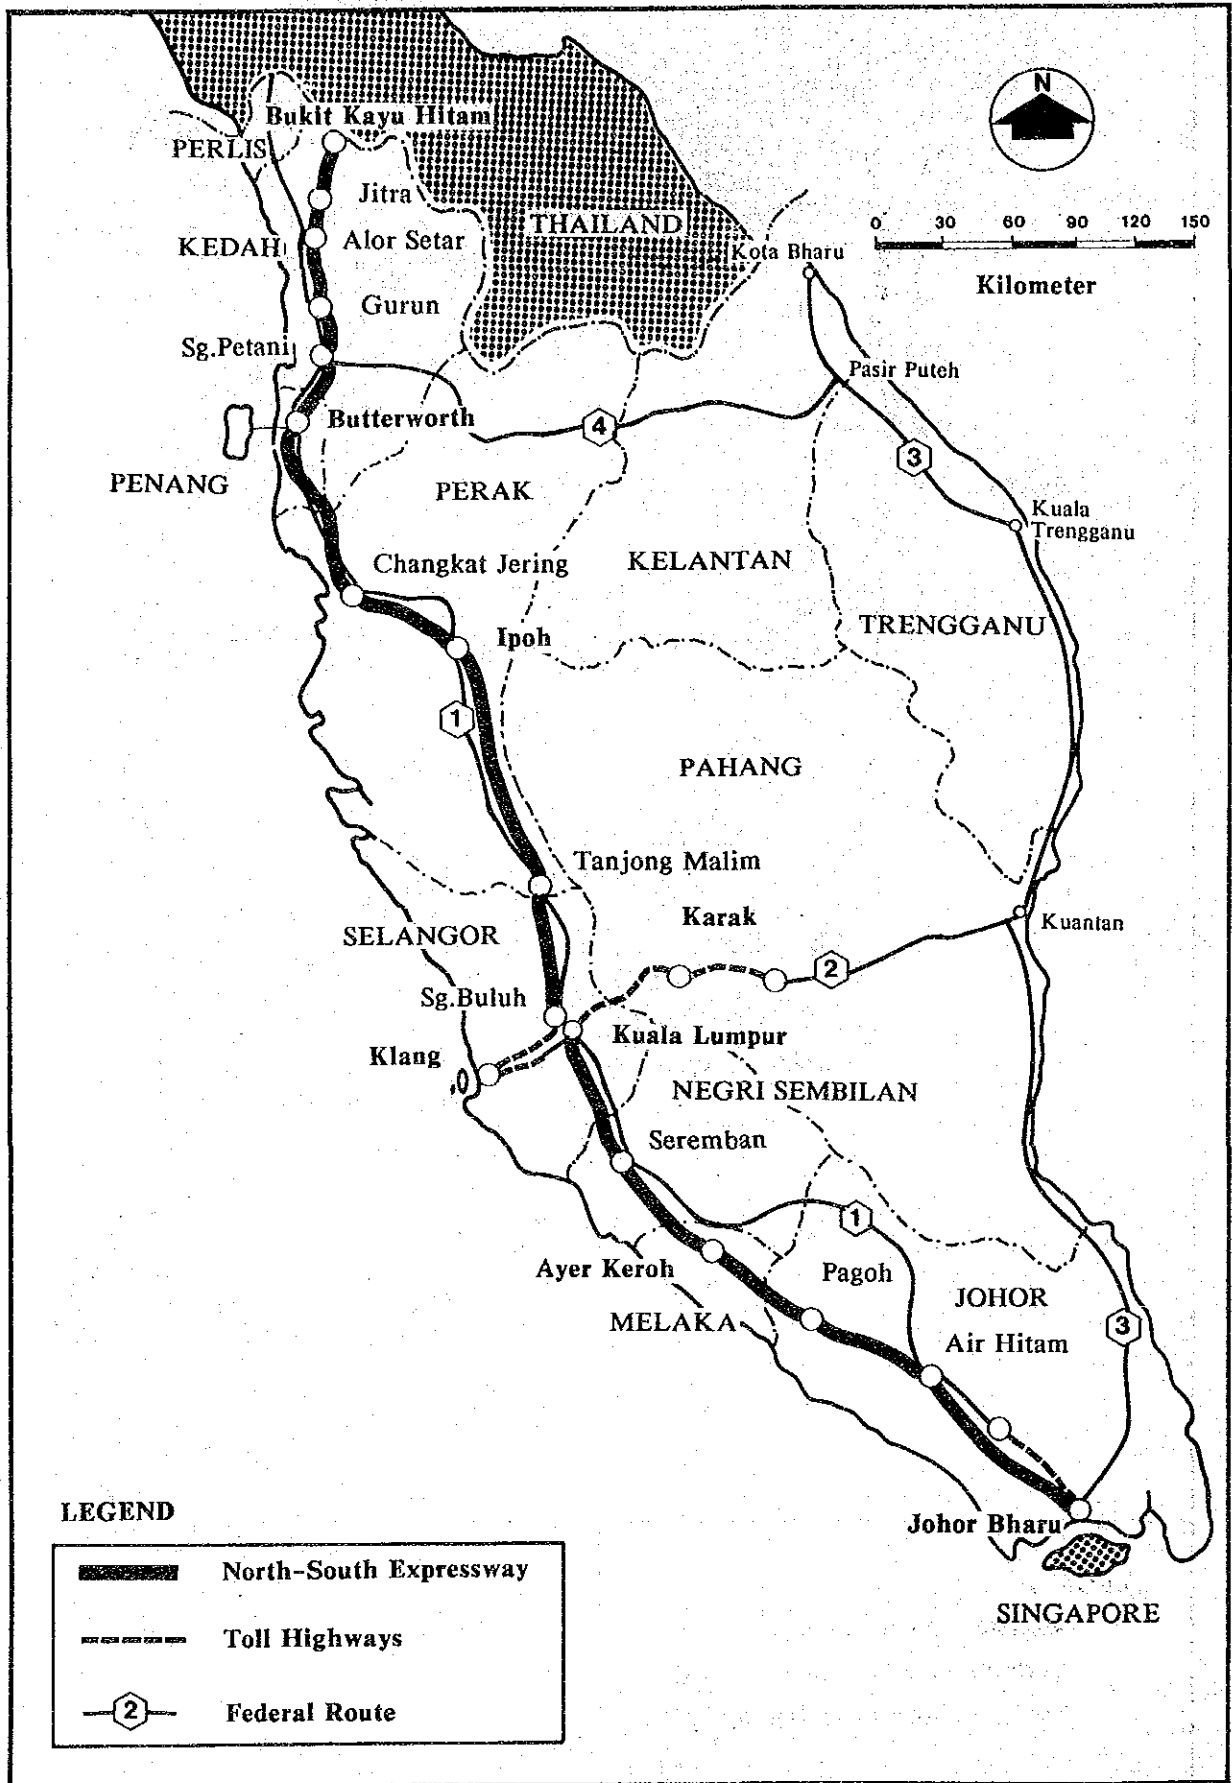 N
Bukit Kayu Hitam
PERLIS
Jitra
THAILAND
0 30 60 90 120 150
KEDAH
Alor Setar
Kota Bharu
Kilometer
Gurun
Sg.Petani
Pasir Puteh
Butterworth
4
3
PENANG
PERAK
Kuala
Trengganu
Changkat Jering
KELANTAN
TRENGGANU
Ipoh
1
PAHANG
Tanjong Malim
Karak
Kuantan
SELANGOR
2
Sg.Buluh
Kuala Lumpur
Klang
NEGRI SEMBILAN
Seremban
1
Ayer Keroh
Pagoh
JOHOR
MELAKA
3
Air Hitam
LEGEND
Johor Bharu
North-South Expressway
SINGAPORE
Toll Highways
2
Federal Route